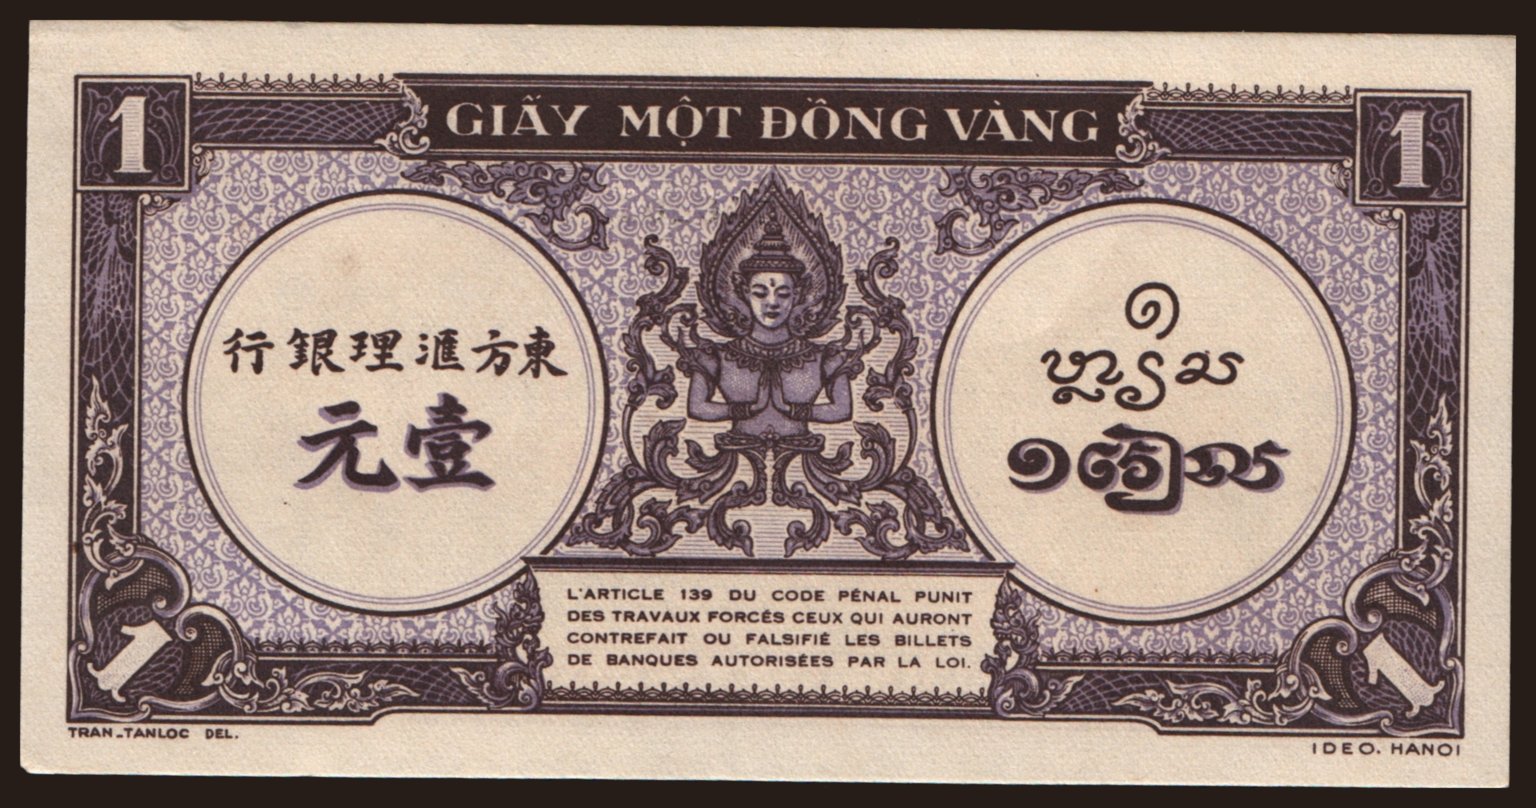 1
GIẤY MỘT ĐỒNG VÀNG
1
行銀理滙方東
元壹
L'ARTICLE 139 DU CODE PÉNAL PUNIT
DES TRAVAUX FORCÉS CEUX QUI AURONT
CONTREFAIT OU FALSIFIÉ LES BILLETS
DE BANQUES AUTORISÉES PAR LA LOI.
1
1
TRAN-TANLOC DEL.
IDEO. HANOI